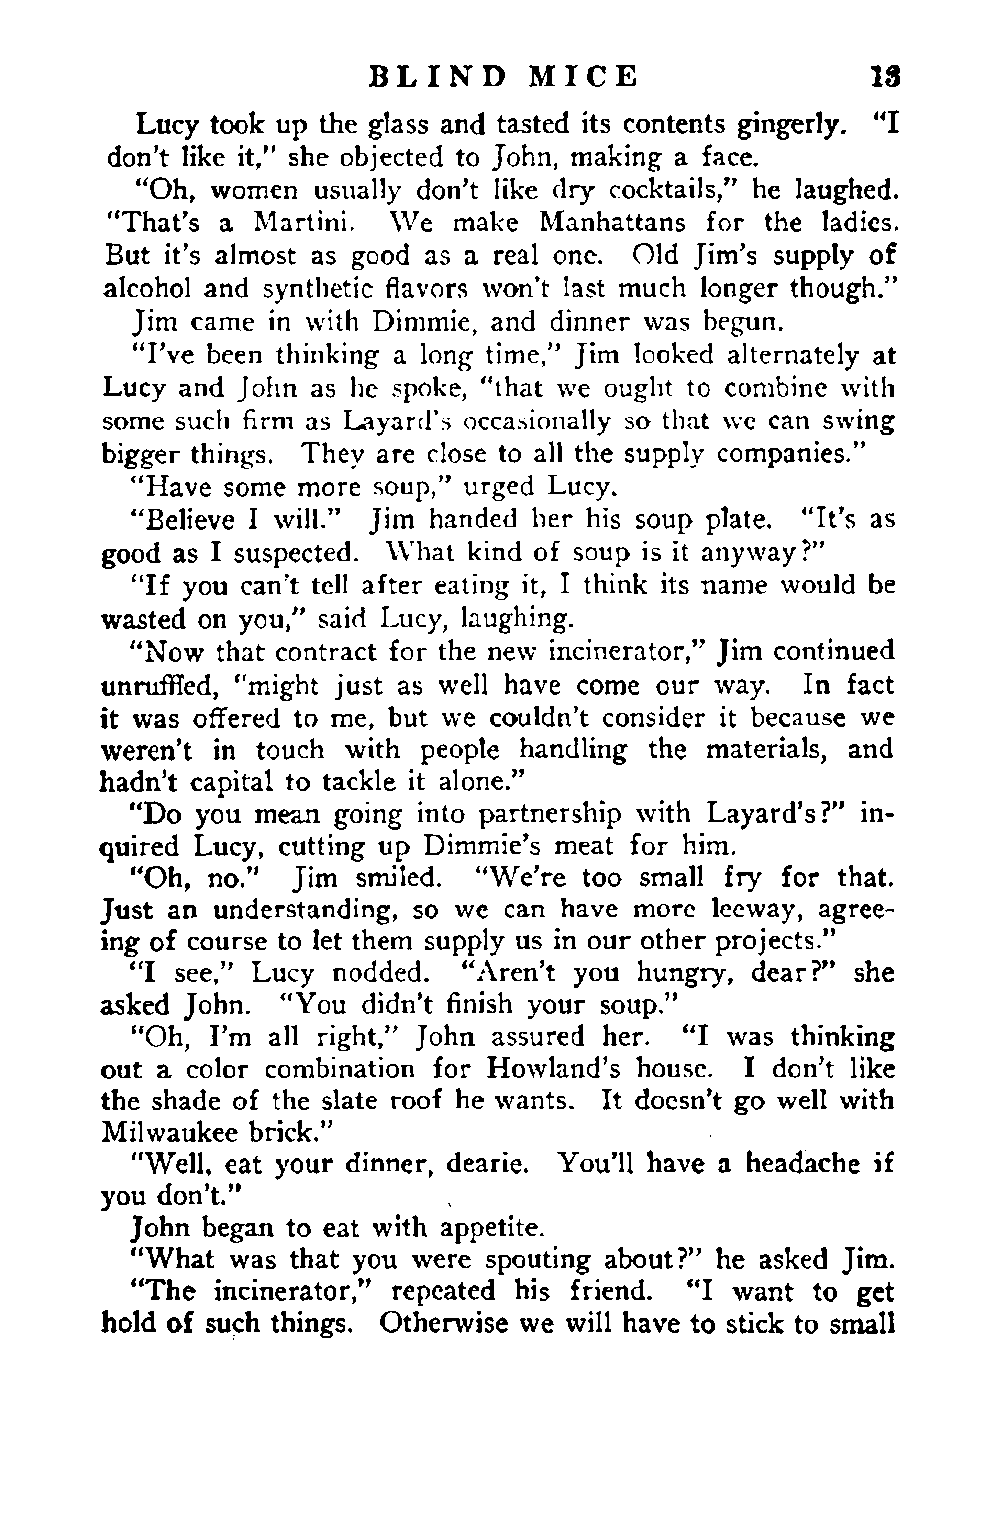 BLIND MICE 13
Lucy took up the glass and tasted its contents gingerly. "I
don't like it," she objected to John, making a face.
"Oh, women usually don't like dry cocktails," he laughed.
"That's a Martini. We make Manhattans for the ladies.
But it's almost as good as a real one. Old Jim's supply of
alcohol and synthetic flavors won't last much longer though."
Jim came in with Dimmie, and dinner was begun.
"I've been thinking a long time," Jim looked alternately at
Lucy and John as he spoke, "that we ought to combine with
some such firm as Layard's occasionally so that we can swing
bigger things. They are close to all the supply companies."
"Have some more soup," urged Lucy.
"Believe I will." Jim handed her his soup plate. "It's as
good as I suspected. What kind of soup is it anyway?"
"If you can't tell after eating it, I think its name would be
wasted on you," said Lucy, laughing.
"Now that contract for the new incinerator," Jim continued
unruffled, "might just as well have come our way. In fact
it was offered to me, but we couldn't consider it because we
weren't in touch with people handling the materials, and
hadn't capital to tackle it alone."
"Do you mean going into partnership with Layard's?" in-
quired Lucy, cutting up Dimmie's meat for him.
"Oh, no." Jim smiled. "We're too small fry for that.
Just an understanding, so we can have more leeway, agree-
ing of course to let them supply us in our other projects."
"I see," Lucy nodded. "Aren't you hungry, dear?" she
asked John. "You didn't finish your soup."
"Oh, I'm all right," John assured her. "I was thinking
out a color combination for Howland's house. I don't like
the shade of the slate roof he wants. It doesn't go well with
Milwaukee brick."
"Well, eat your dinner, dearie. You'll have a headache if
you don't."
John began to eat with appetite.
"What was that you were spouting about?" he asked Jim.
"The incinerator," repeated his friend. "I want to get
hold of such things. Otherwise we will have to stick to small